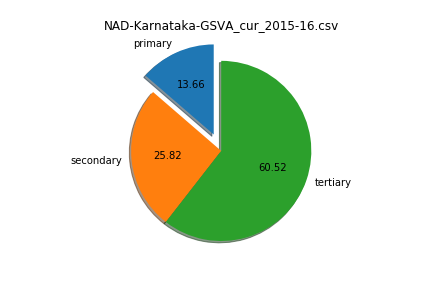 NAD-Karnataka-GSVA_cur_2015-16.csv
primary
13.66
25.82
secondary
60.52
tertiary